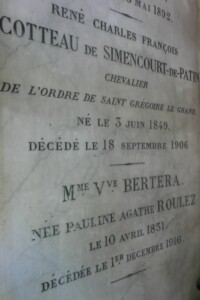 MAI 1892.
RENÉ CHARLES FRANÇOIS
COTTEAU DE SIMENCOURT-DE-PATIN
CHEVALIER
DE L'ORDRE DE SAINT GRÉGOIRE LE GRAND
NÉ LE 3 JUIN 1849
DÉCÉDÉ LE 18 SEPTEMBRE 1906
MME VVE BERTERA
NÉE PAULINE AGATHE ROULEZ
LE 10 AVRIL 1831
DÉCÉDÉE LE 1ER DÉCEMBRE 1916